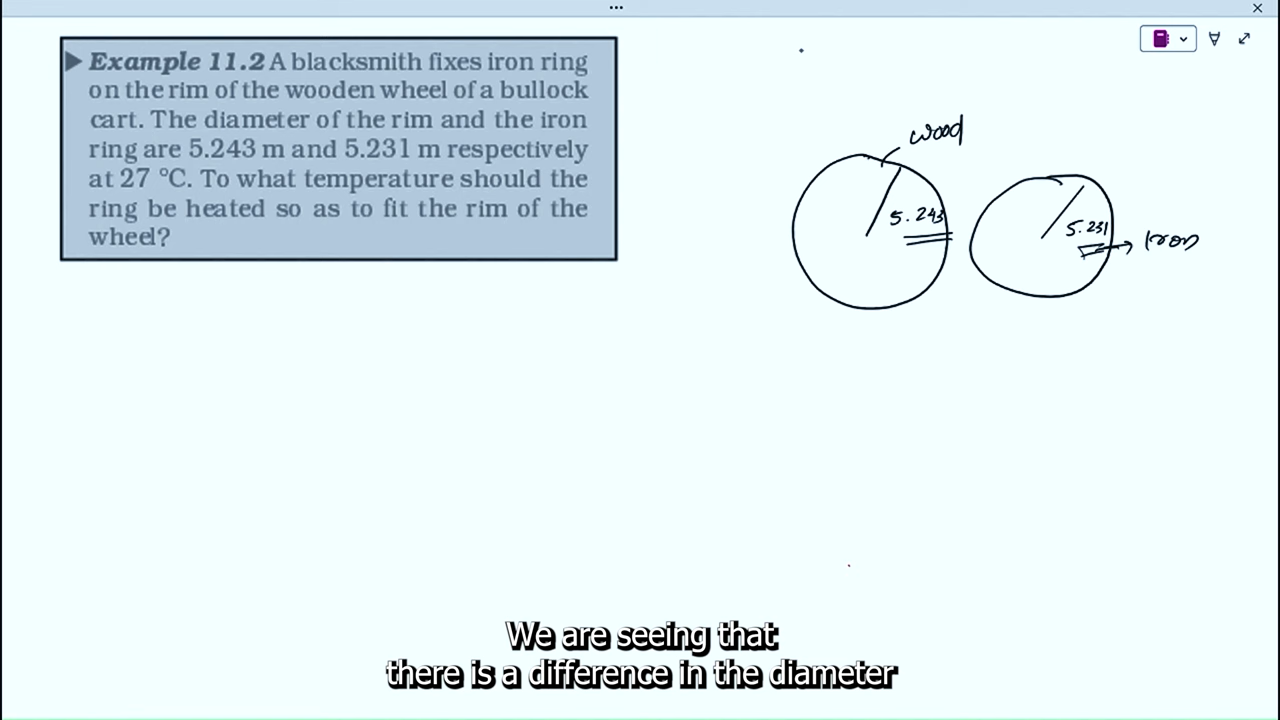 ▶ Example 11.2 A blacksmith fixes iron ring
on the rim of the wooden wheel of a bullock
cart. The diameter of the rim and the iron
ring are 5.243 m and 5.231 m respectively
at 27 °C. To what temperature should the
ring be heated so as to fit the rim of the
wheel?
wood
5.243
5.231
Iron
We are seeing that
there is a difference in the diameter